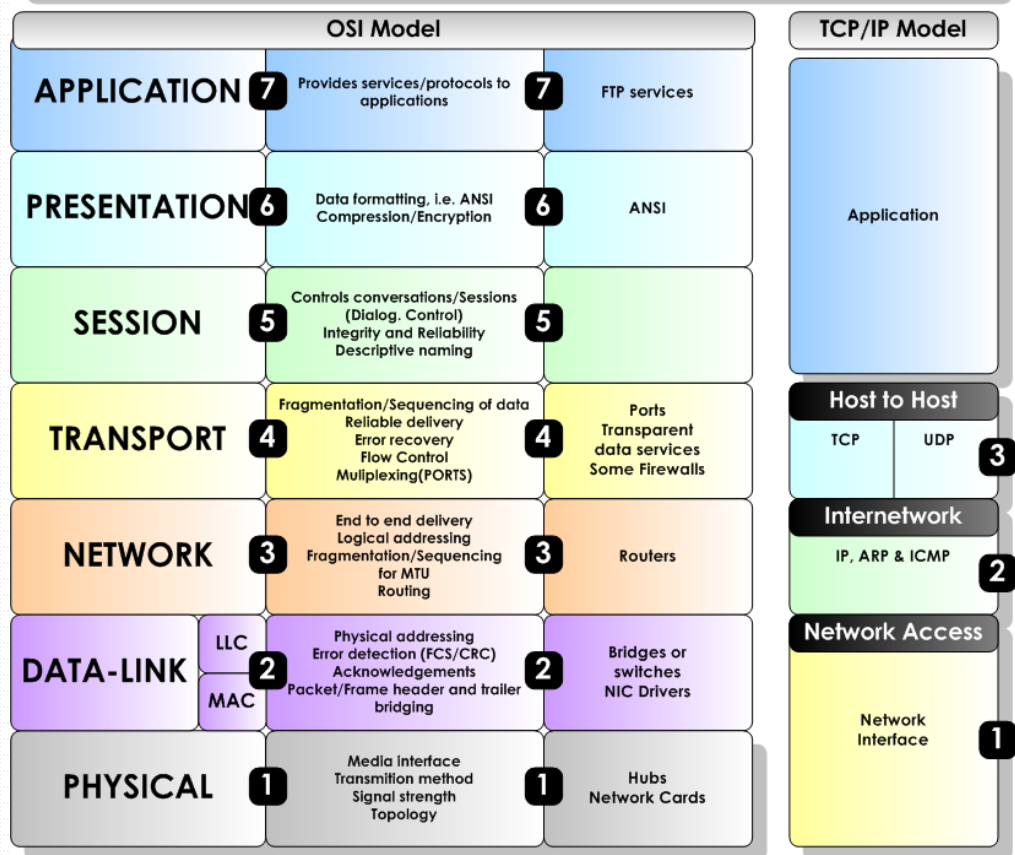 OSI Model
TCP/IP Model
APPLICATION
7
Provides services/protocols to
applications
7
FTP services
PRESENTATION
6
Data formatting, i.e. ANSI
Compression/Encryption
6
ANSI
SESSION
5
Controls conversations/Sessions
(Dialog. Control)
Integrity and Reliability
Descriptive naming
5
TRANSPORT
4
Fragmentation/Sequencing of data
Reliable delivery
Error recovery
Flow Control
Muliplexing(PORTS)
4
Ports
Transparent
data services
Some Firewalls
NETWORK
3
End to end delivery
Logical addressing
Fragmentation/Sequencing
for MTU
Routing
3
Routers
DATA-LINK
LLC
MAC
2
Physical addressing
Error detection (FCS/CRC)
Acknowledgements
Packet/Frame header and trailer
bridging
2
Bridges or
switches
NIC Drivers
PHYSICAL
1
Media interface
Transmition method
Signal strength
Topology
1
Hubs
Network Cards
Application
Host to Host
TCP
UDP
3
Internetwork
IP, ARP & ICMP
2
Network Access
Network
Interface
1